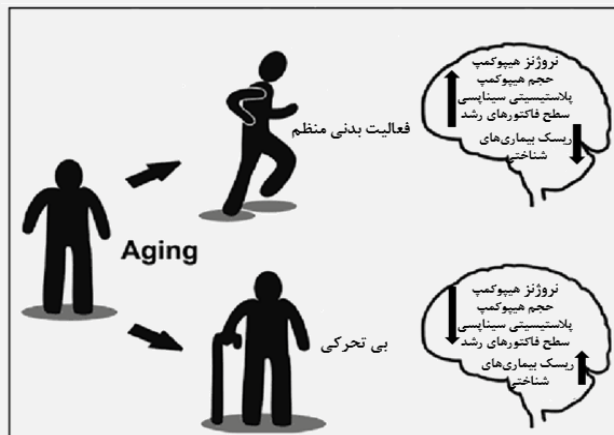 نروژنز هیپوکمپ
حجم هیپوکمپ
پلاستیسیتی سیناپسی
سطح فاکتورهای رشد
ریسک بیماری‌های
شناختی
فعالیت بدنی منظم
Aging
نروژنز هیپوکمپ
حجم هیپوکمپ
پلاستیسیتی سیناپسی
سطح فاکتورهای رشد
ریسک بیماری‌های
شناختی
بی تحرکی